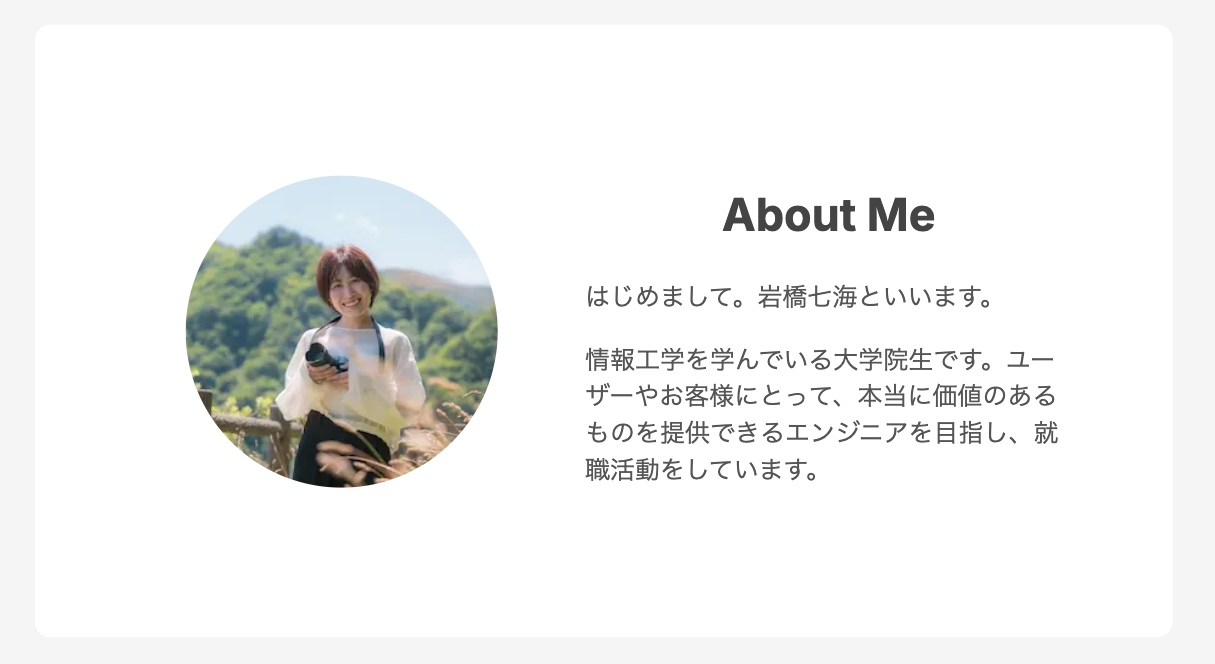 About Me
はじめまして。岩橋七海といいます。
情報工学を学んでいる大学院生です。ユー
ザーやお客様にとって、本当に価値のある
ものを提供できるエンジニアを目指し、就
職活動をしています。